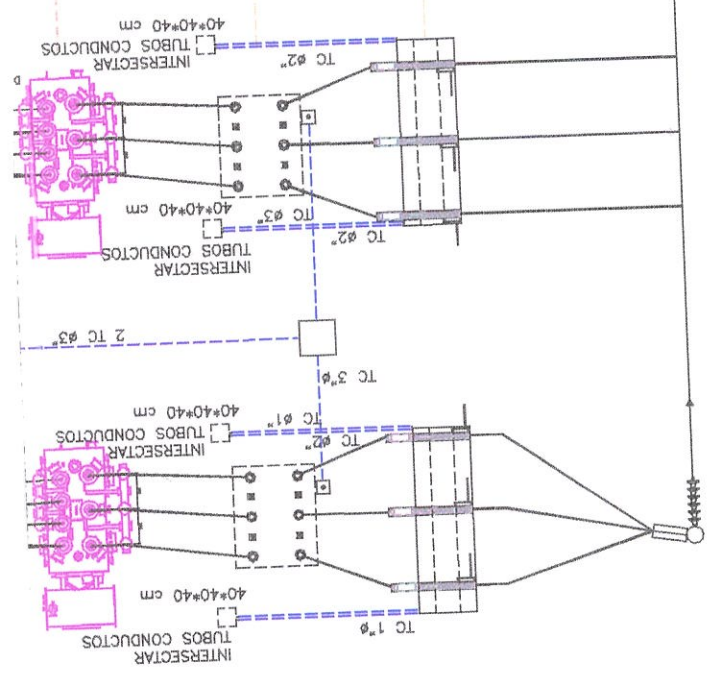 INTERSECTAR
TUBOS CONDUCTOS
40*40*40 cm
TC 1"ø
INTERSECTAR
TUBOS CONDUCTOS
40*40*40 cm
TC ø2"
TC ø1"
TC 3"ø
2 TC ø3"
INTERSECTAR
TUBOS CONDUCTOS
40*40*40 cm
TC ø2"
TC ø3"
INTERSECTAR
TUBOS CONDUCTOS
40*40*40 cm
TC ø2"